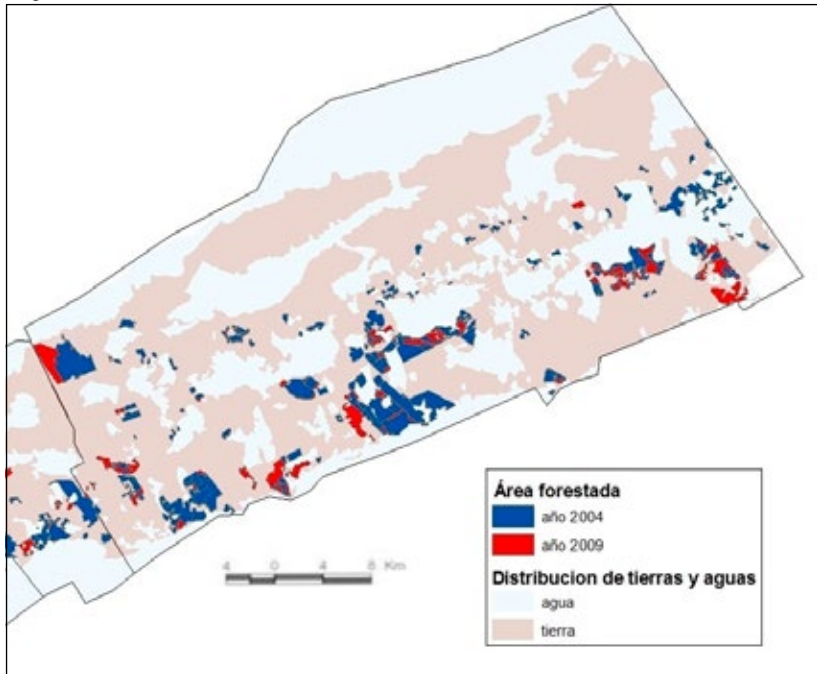 Área forestada
año 2004
año 2009
Distribucion de tierras y aguas
agua
tierra
4 0 4 8 Km